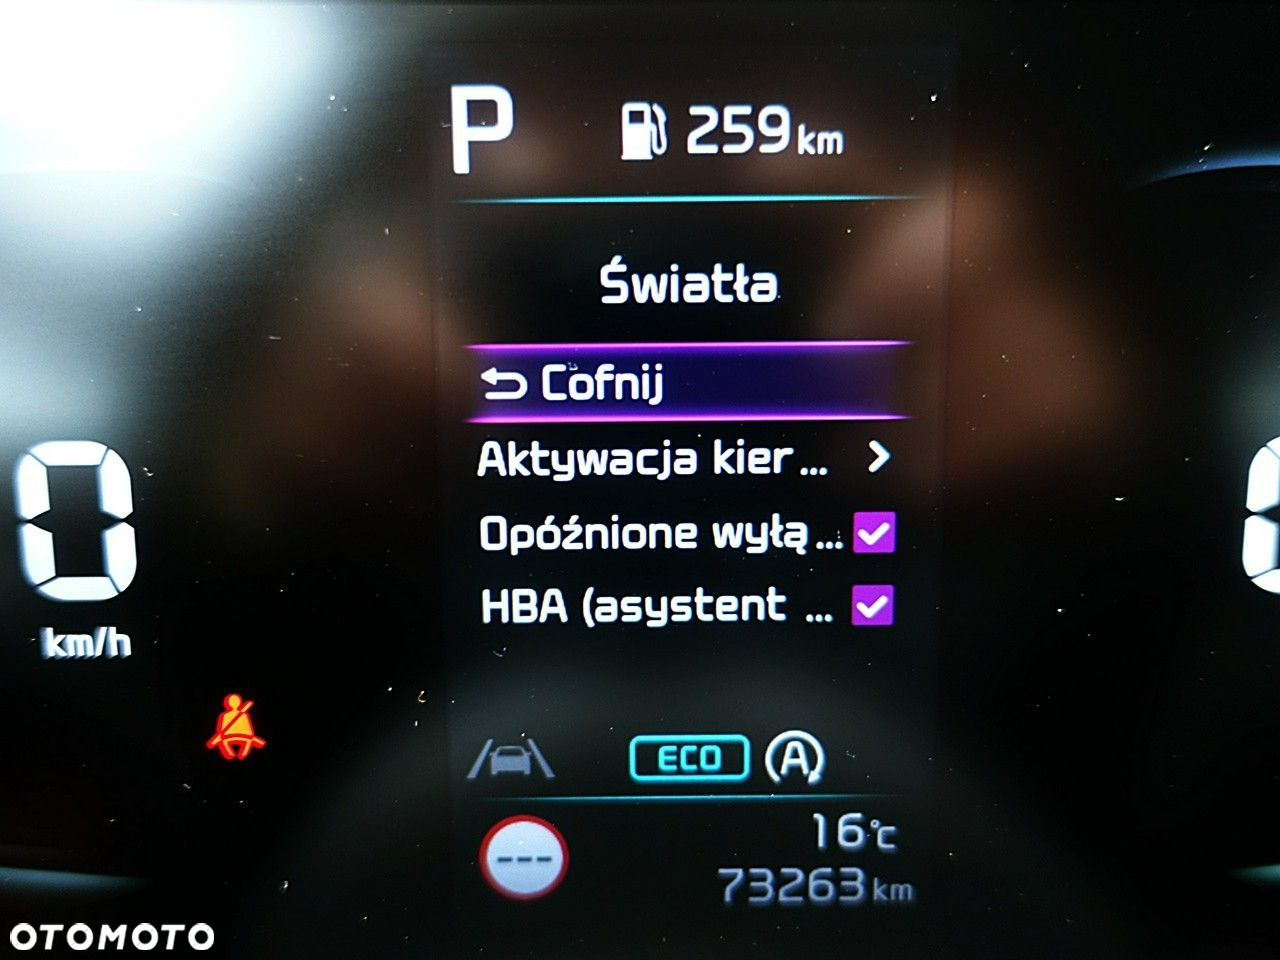 P 259 km
Światła
Cofnij
Aktywacja kier...
Opóźnione wyłą...
HBA (asystent ...
0
km/h
ECO A
---
16°C
73263 km
OTOMOTO